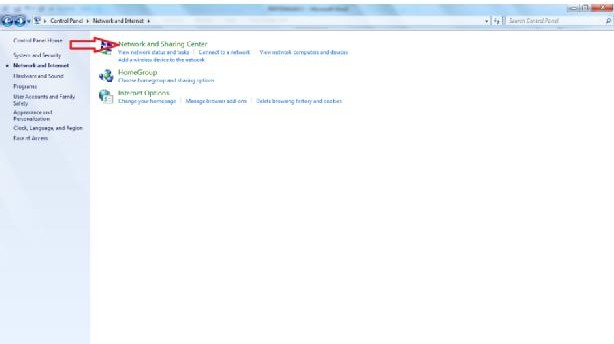 Control Panel ▸ Network and Internet ▸
Search Control Panel
Control Panel Home
System and Security
Network and Internet
Hardware and Sound
Programs
User Accounts and Family
Safety
Appearance and
Personalization
Clock, Language, and Region
Ease of Access
Network and Sharing Center
View network status and tasks | Connect to a network | View network computers and devices
Add a wireless device to the network
HomeGroup
Choose homegroup and sharing options
Internet Options
Change your homepage | Manage browser add-ons | Delete browsing history and cookies